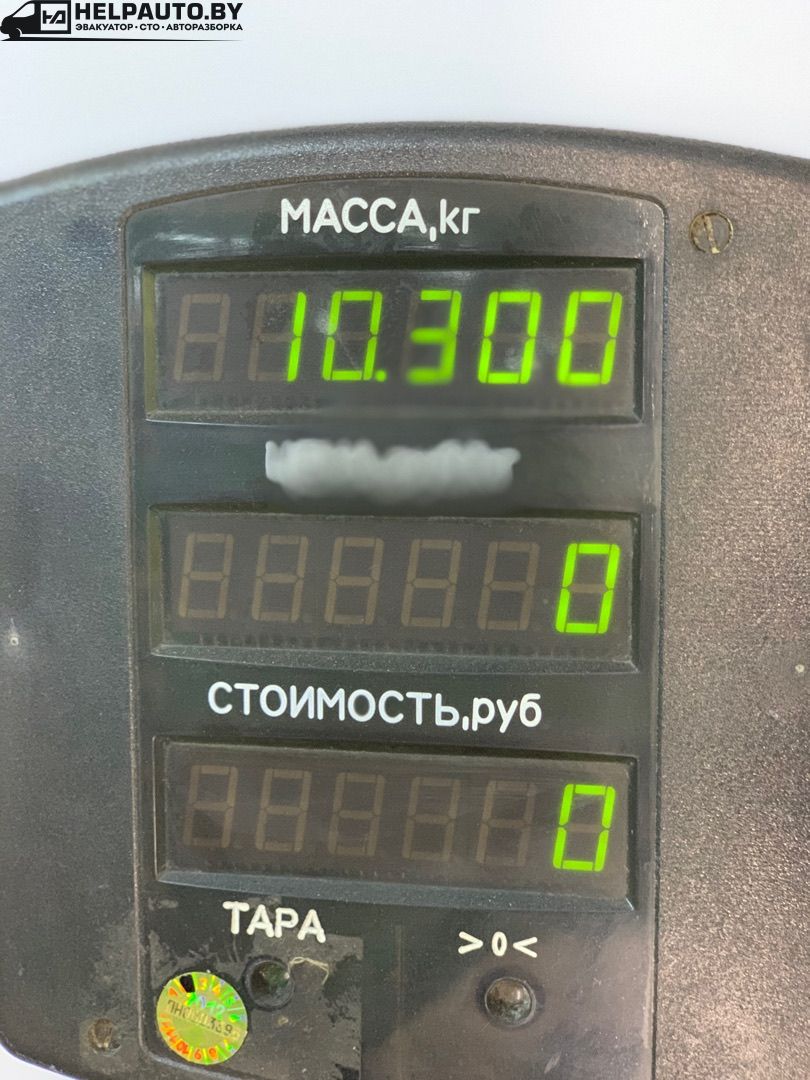 HELPAUTO.BY
ЭВАКУАТОР • СТО • АВТОРАЗБОРКА
МАССА,кг
10.300
0
СТОИМОСТЬ,руб
0
ТАРА
>0<